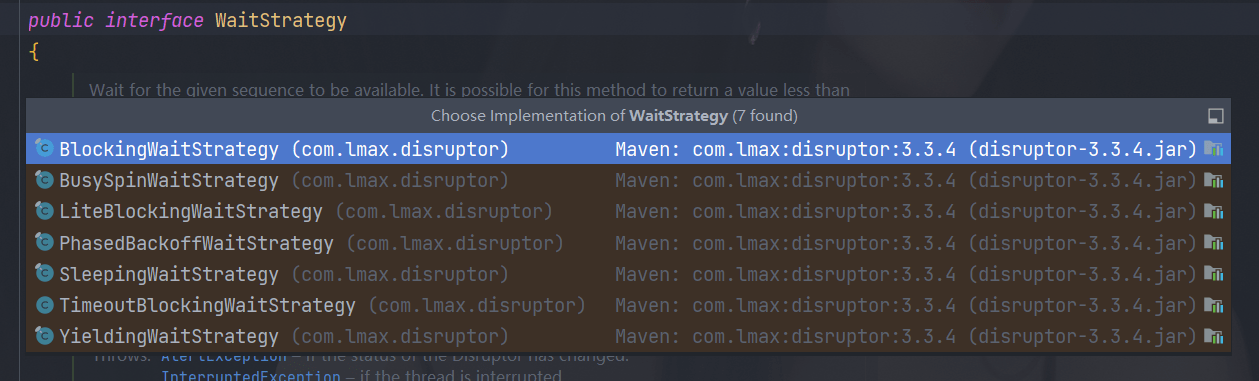 public interface WaitStrategy
{
Wait for the given sequence to be available. It is possible for this method to return a value less than
Choose Implementation of WaitStrategy (7 found)
BlockingWaitStrategy (com.lmax.disruptor) Maven: com.lmax:disruptor:3.3.4 (disruptor-3.3.4.jar)
BusySpinWaitStrategy (com.lmax.disruptor) Maven: com.lmax:disruptor:3.3.4 (disruptor-3.3.4.jar)
LiteBlockingWaitStrategy (com.lmax.disruptor) Maven: com.lmax:disruptor:3.3.4 (disruptor-3.3.4.jar)
PhasedBackoffWaitStrategy (com.lmax.disruptor) Maven: com.lmax:disruptor:3.3.4 (disruptor-3.3.4.jar)
SleepingWaitStrategy (com.lmax.disruptor) Maven: com.lmax:disruptor:3.3.4 (disruptor-3.3.4.jar)
TimeoutBlockingWaitStrategy (com.lmax.disruptor) Maven: com.lmax:disruptor:3.3.4 (disruptor-3.3.4.jar)
YieldingWaitStrategy (com.lmax.disruptor) Maven: com.lmax:disruptor:3.3.4 (disruptor-3.3.4.jar)
Throws: AlertException – if the status of the Disruptor has changed.
InterruptedException – if the thread is interrupted.